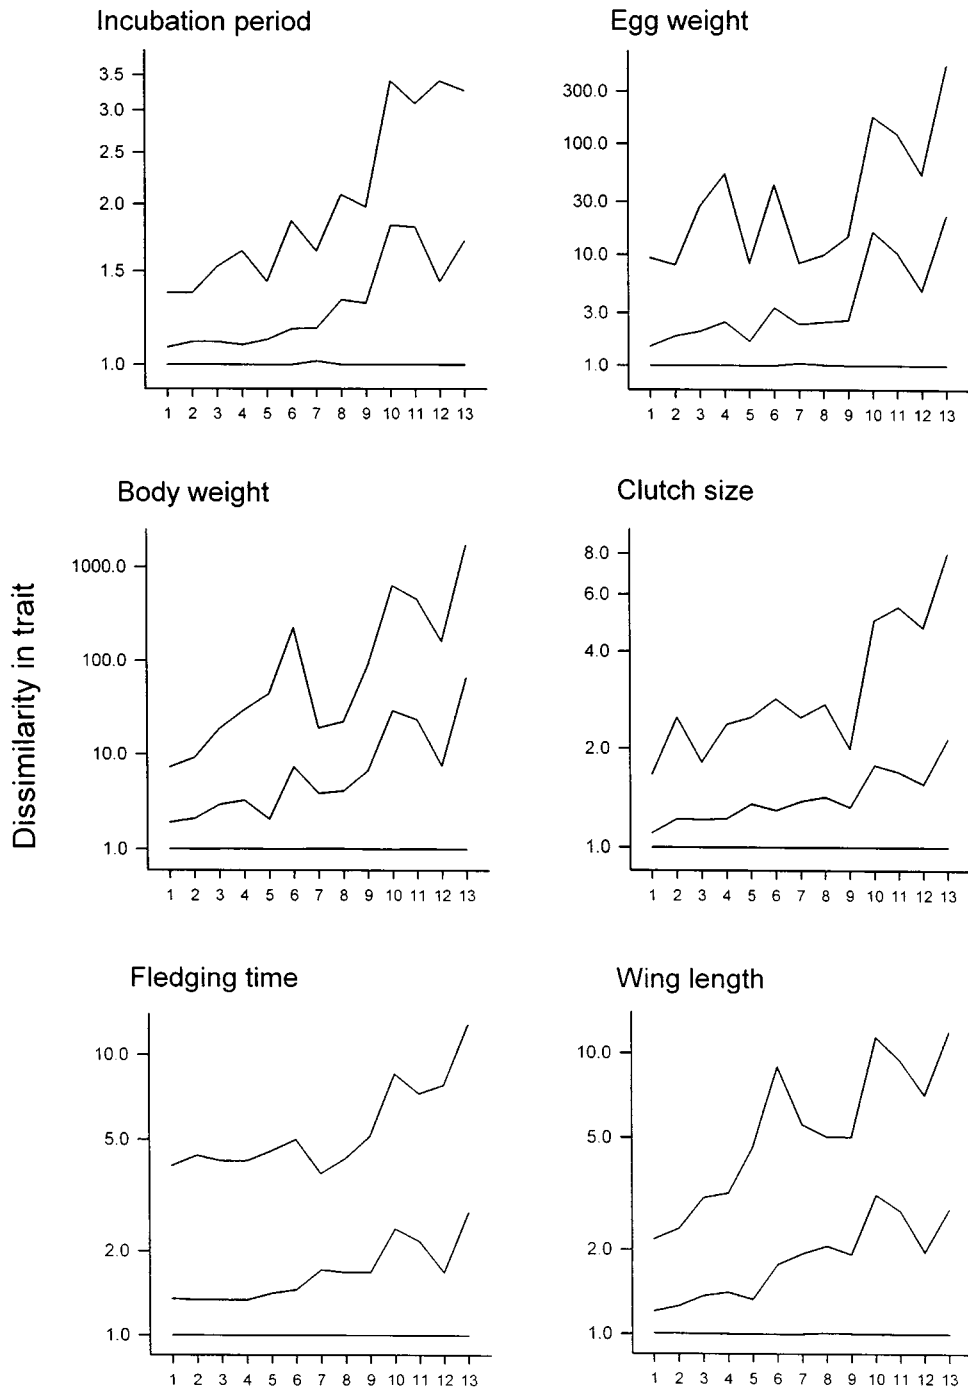 Incubation period
3.5
3.0
2.5
2.0
1.5
1.0
1 2 3 4 5 6 7 8 9 10 11 12 13
Egg weight
300.0
100.0
30.0
10.0
3.0
1.0
1 2 3 4 5 6 7 8 9 10 11 12 13
Dissimilarity in trait
Body weight
1000.0
100.0
10.0
1.0
1 2 3 4 5 6 7 8 9 10 11 12 13
Clutch size
8.0
6.0
4.0
2.0
1.0
1 2 3 4 5 6 7 8 9 10 11 12 13
Fledging time
10.0
5.0
2.0
1.0
1 2 3 4 5 6 7 8 9 10 11 12 13
Wing length
10.0
5.0
2.0
1.0
1 2 3 4 5 6 7 8 9 10 11 12 13